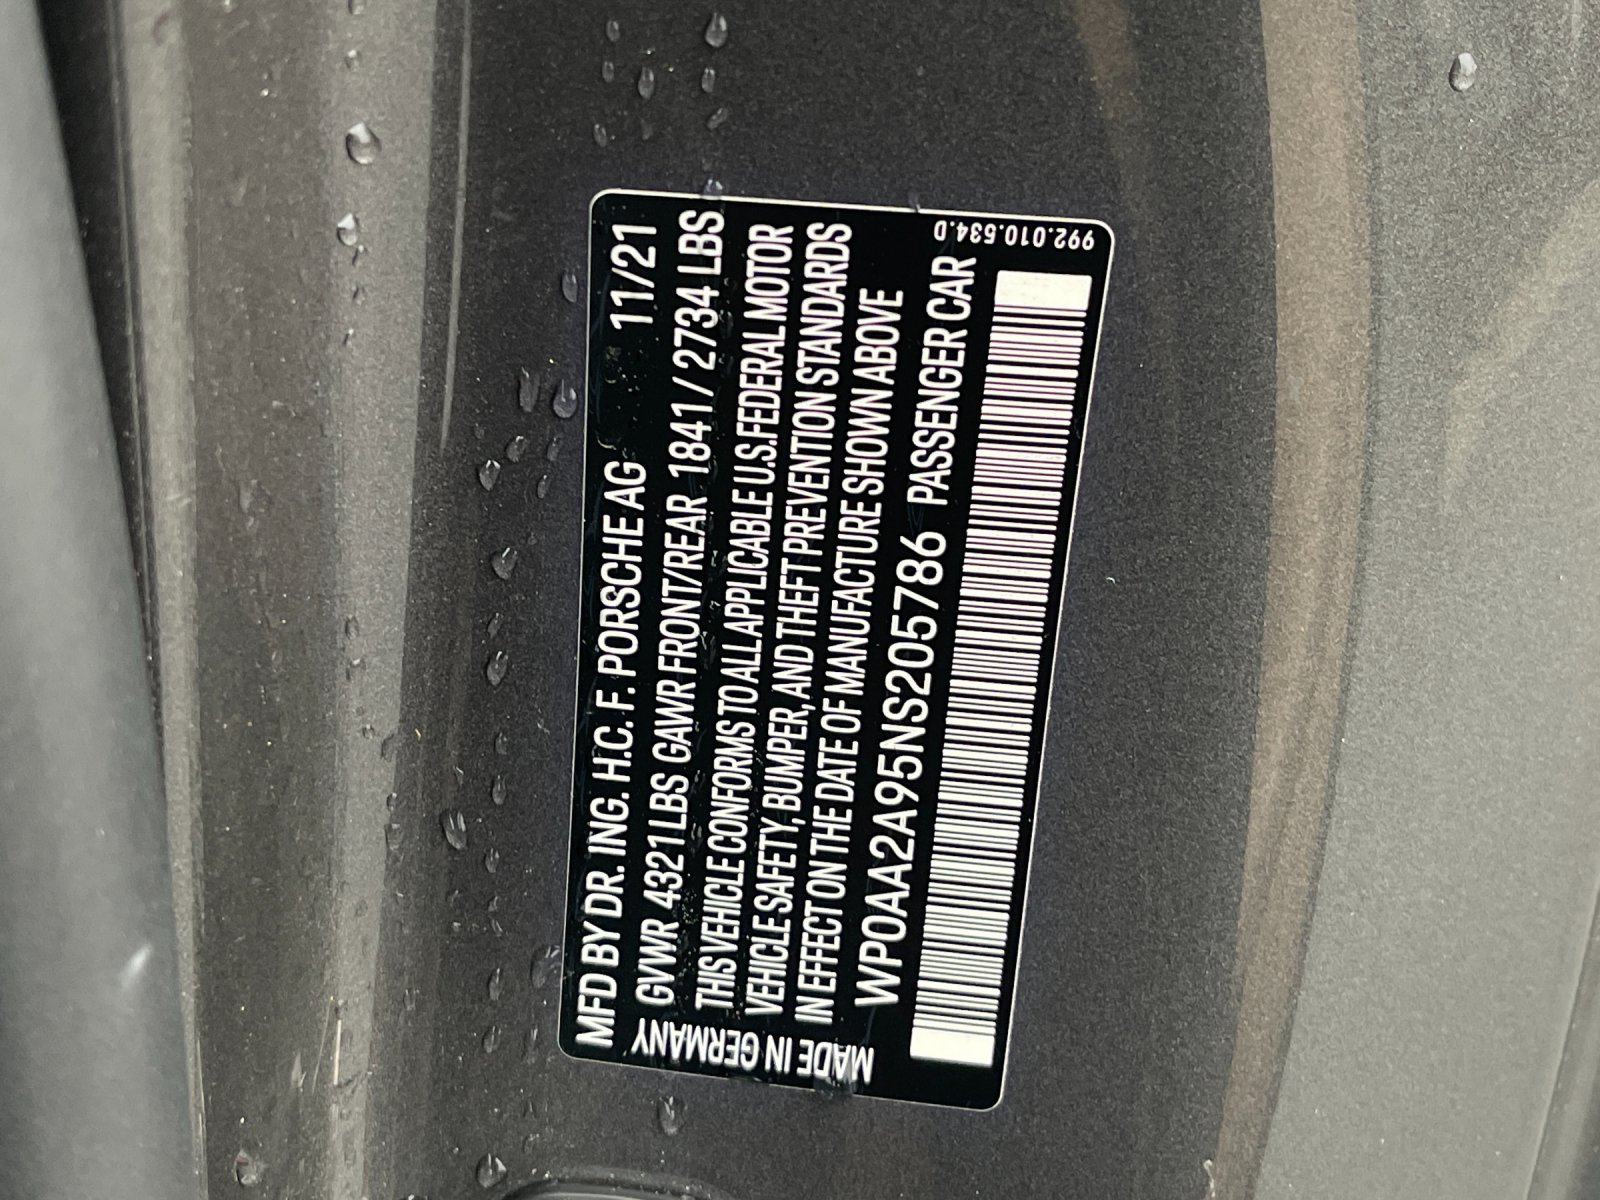 MFD BY DR. ING. H.C. F. PORSCHE AG 11/21
GVWR 4321 LBS GAWR FRONT/REAR 1841 / 2734 LBS
THIS VEHICLE CONFORMS TO ALL APPLICABLE U.S. FEDERAL MOTOR
VEHICLE SAFETY, BUMPER, AND THEFT PREVENTION STANDARDS
IN EFFECT ON THE DATE OF MANUFACTURE SHOWN ABOVE
WP0AA2A95NS205786 PASSENGER CAR
MADE IN GERMANY
992.010.534.D